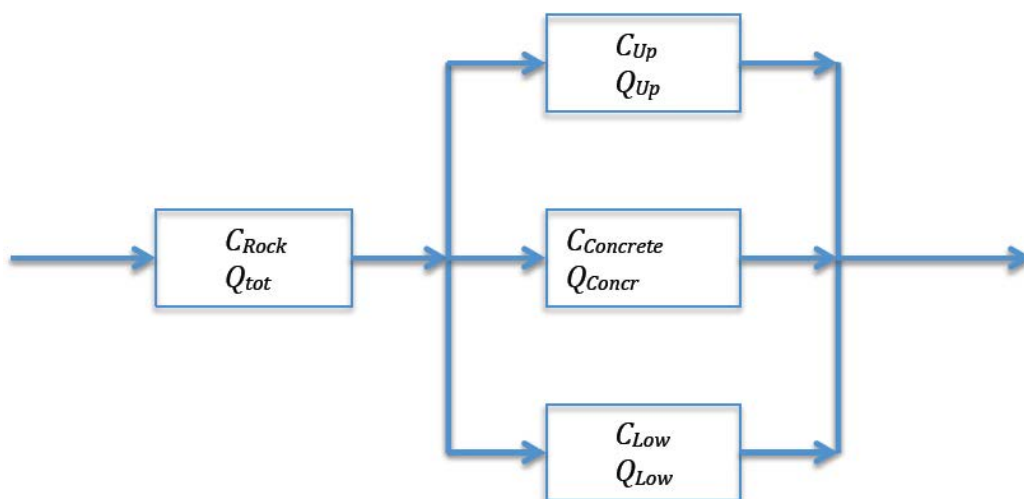 C_Up
Q_Up
C_Rock
Q_tot
C_Concrete
Q_Concr
C_Low
Q_Low